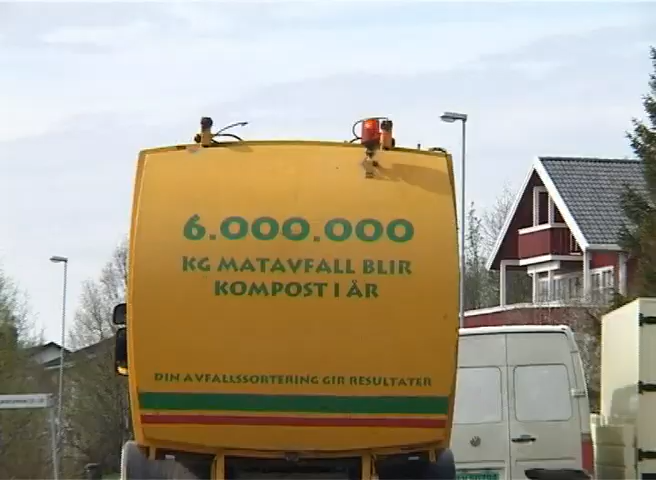 6.000.000
KG MATAVFALL BLIR
KOMPOST I ÅR
DIN AVFALLSSORTERING GIR RESULTATER